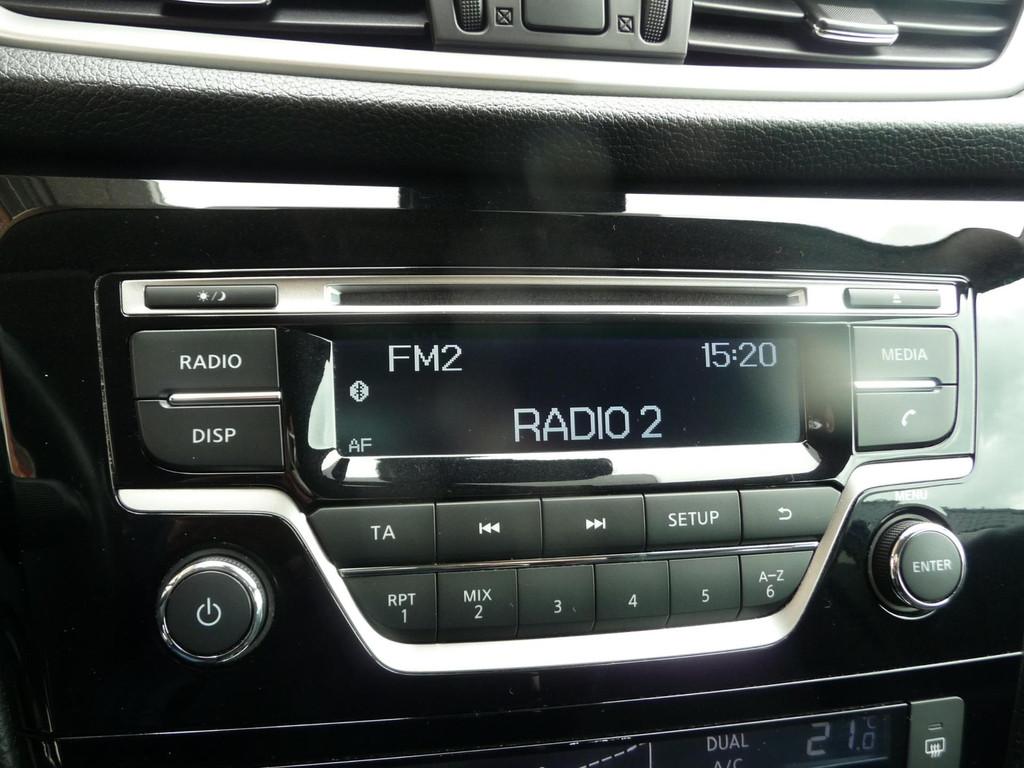 RADIO
DISP
FM2 15:20
RADIO 2
AF
MEDIA
TA
SETUP
MENU
ENTER
RPT
1
MIX
2
3
4
5
A-Z
6
DUAL
A/C
21.0
°C